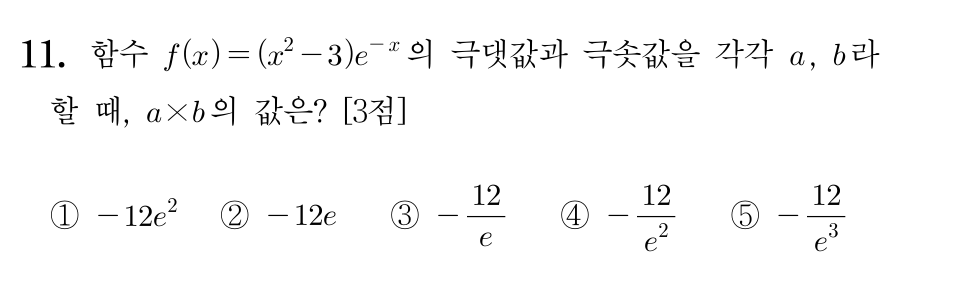 11. 함수 f(x)=(x²-3)e⁻ˣ의 극댓값과 극솟값을 각각 a, b라
할 때, a×b의 값은? [3점]
① -12e² ② -12e ③ -12/e ④ -12/e² ⑤ -12/e³